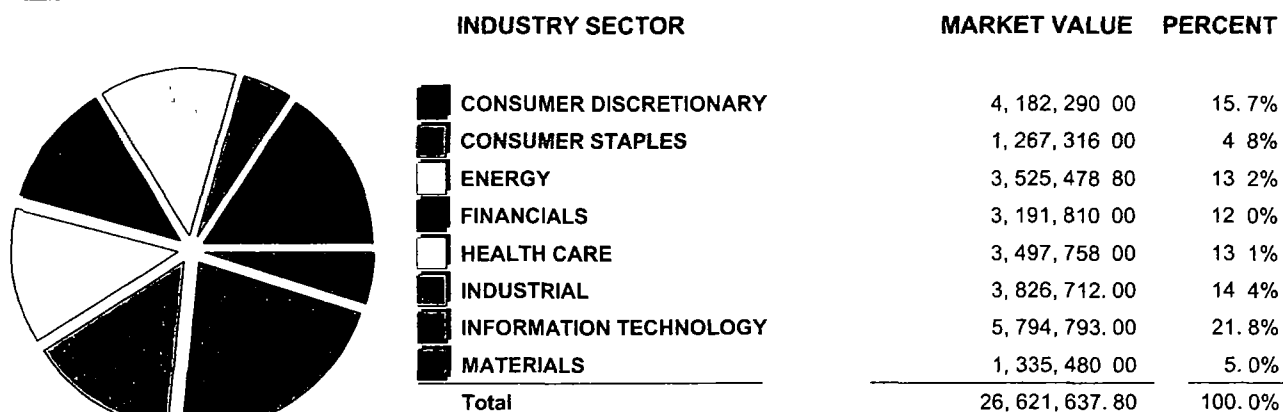 INDUSTRY SECTOR MARKET VALUE PERCENT
CONSUMER DISCRETIONARY 4, 182, 290 00 15. 7%
CONSUMER STAPLES 1, 267, 316 00 4 8%
ENERGY 3, 525, 478 80 13 2%
FINANCIALS 3, 191, 810 00 12 0%
HEALTH CARE 3, 497, 758 00 13 1%
INDUSTRIAL 3, 826, 712. 00 14 4%
INFORMATION TECHNOLOGY 5, 794, 793. 00 21. 8%
MATERIALS 1, 335, 480 00 5. 0%
Total 26, 621, 637. 80 100. 0%